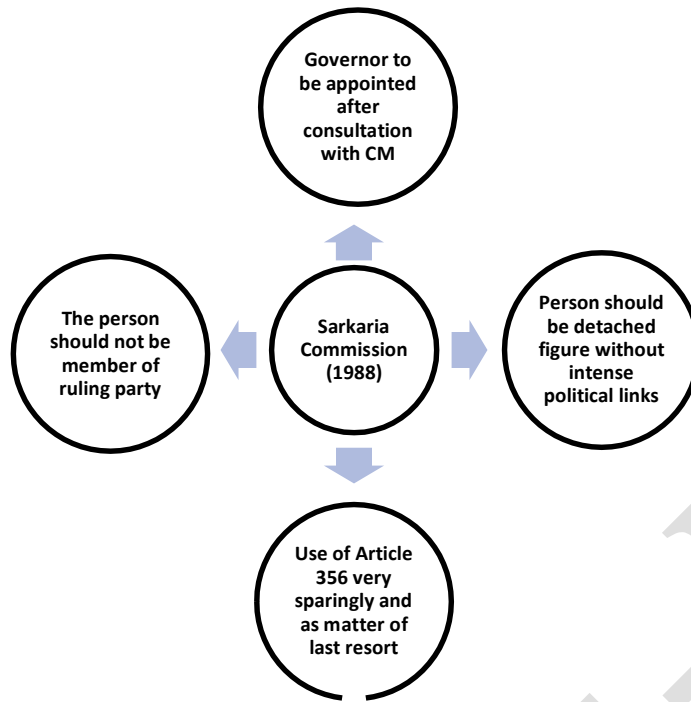 Governor to
be appointed
after
consultation
with CM
The person
should not be
member of
ruling party
Sarkaria
Commission
(1988)
Person should
be detached
figure without
intense
political links
Use of Article
356 very
sparingly and
as matter of
last resort